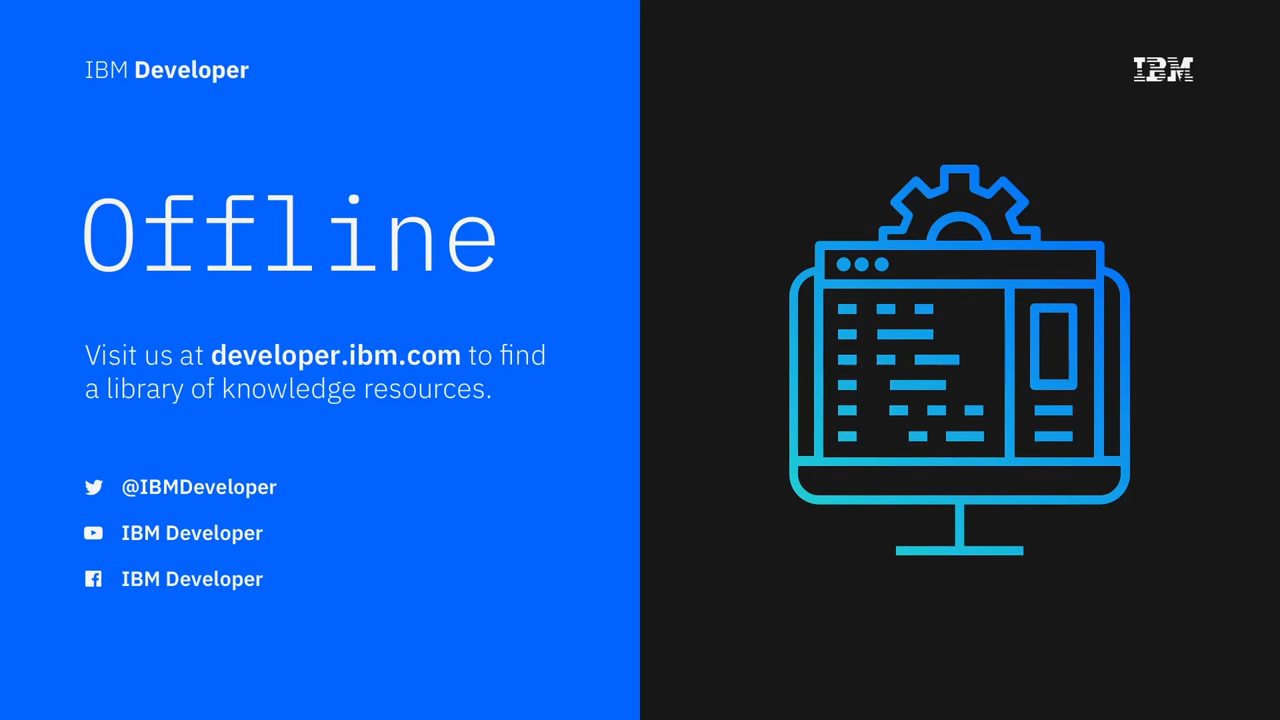 IBM Developer
IBM
Offline
Visit us at developer.ibm.com to find
a library of knowledge resources.
@IBMDeveloper
IBM Developer
IBM Developer